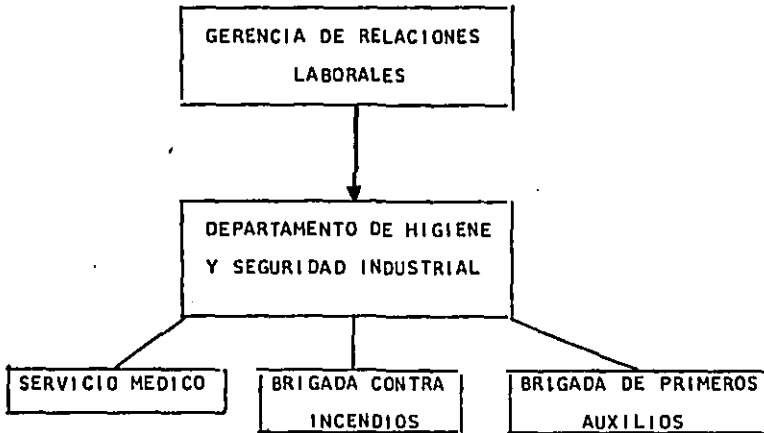 GERENCIA DE RELACIONES
LABORALES
DEPARTAMENTO DE HIGIENE
Y SEGURIDAD INDUSTRIAL
SERVICIO MEDICO
BRIGADA CONTRA
INCENDIOS
BRIGADA DE PRIMEROS
AUXILIOS